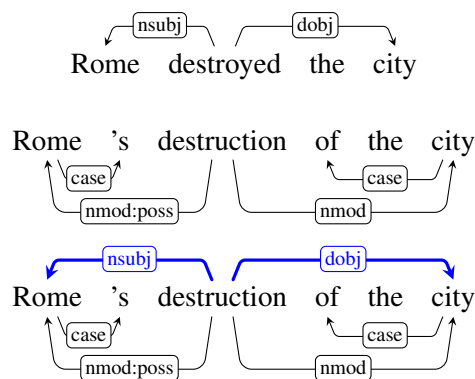 nsubj dobj
Rome destroyed the city
Rome 's destruction of the city
case case
nmod:poss nmod
nsubj dobj
Rome 's destruction of the city
case case
nmod:poss nmod